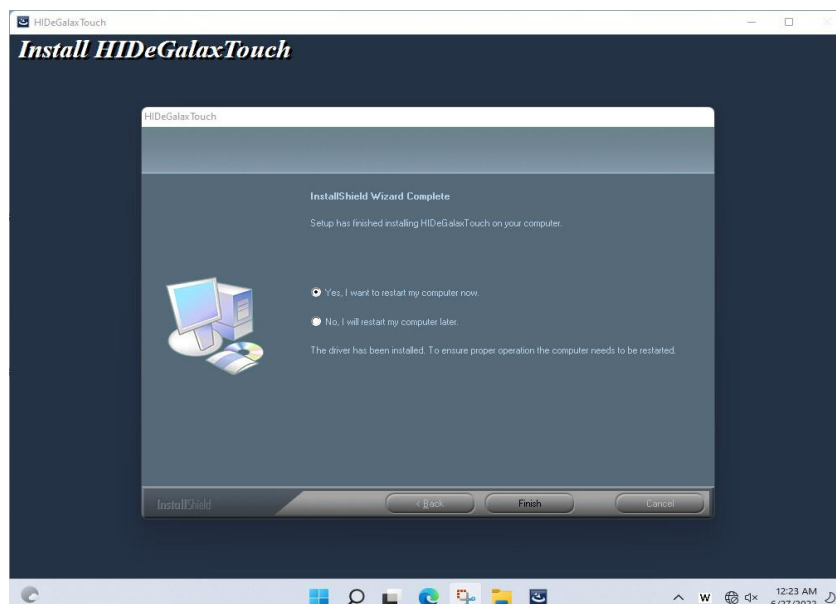 HIDeGalaxTouch
Install HIDeGalaxTouch
HIDeGalaxTouch
InstallShield Wizard Complete
Setup has finished installing HIDeGalaxTouch on your computer.
Yes, I want to restart my computer now.
No, I will restart my computer later.
The driver has been installed. To ensure proper operation the computer needs to be restarted.
InstallShield
< Back
Finish
Cancel
W
12:23 AM